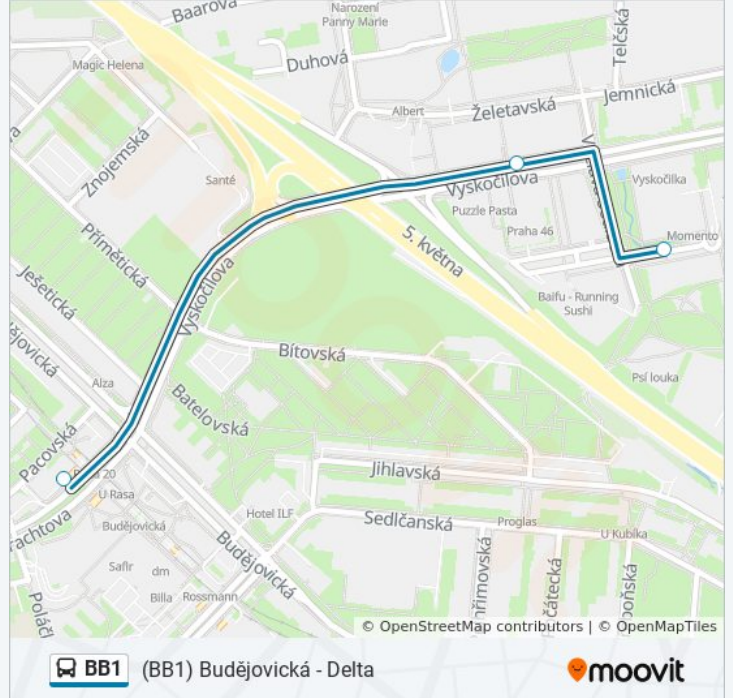 Baarova
Narození
Panny Marie
Telčská
Magic Helena
Duhová
Albert
Želetavská
Jemnická
Znojemská
Santé
Vyskočilova
Vyskočilka
Puzzle Pasta
Praha 46
Momento
Přímětická
5. května
Ješetická
Vyskočilova
Baifu - Running
Sushi
Bítovská
Psí louka
Alza
Batelovská
Pacovská
Jihlavská
U Rasa
Budějovická
Hotel ILF
Sedlčanská
Proglas
U Kubíka
Budějovická
Safir
dm
Billa
Rossmann
© OpenStreetMap contributors | © OpenMapTiles
BB1
(BB1) Budějovická - Delta
moovit